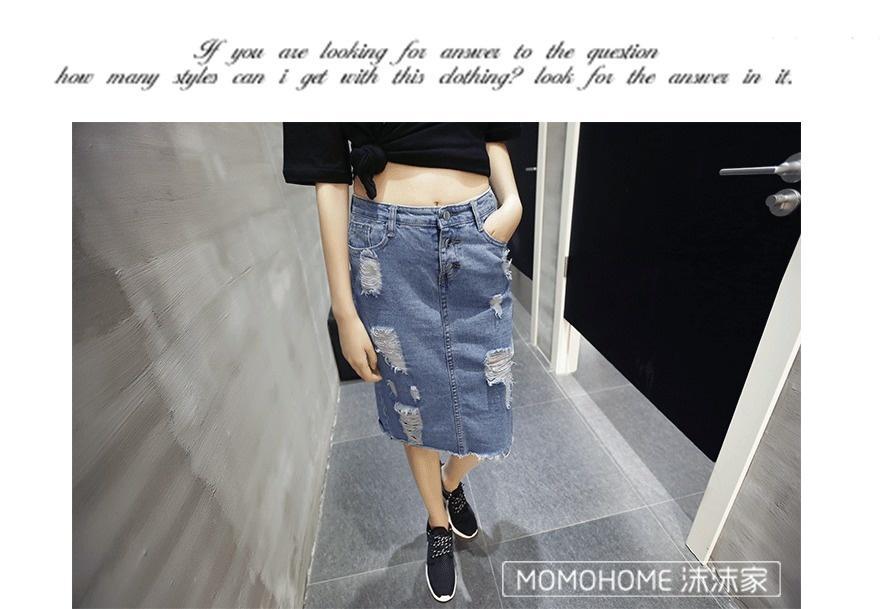 If you are looking for answer to the question
how many styles can i get with this clothing? look for the answer in it.
MOMOHOME 沫沫家